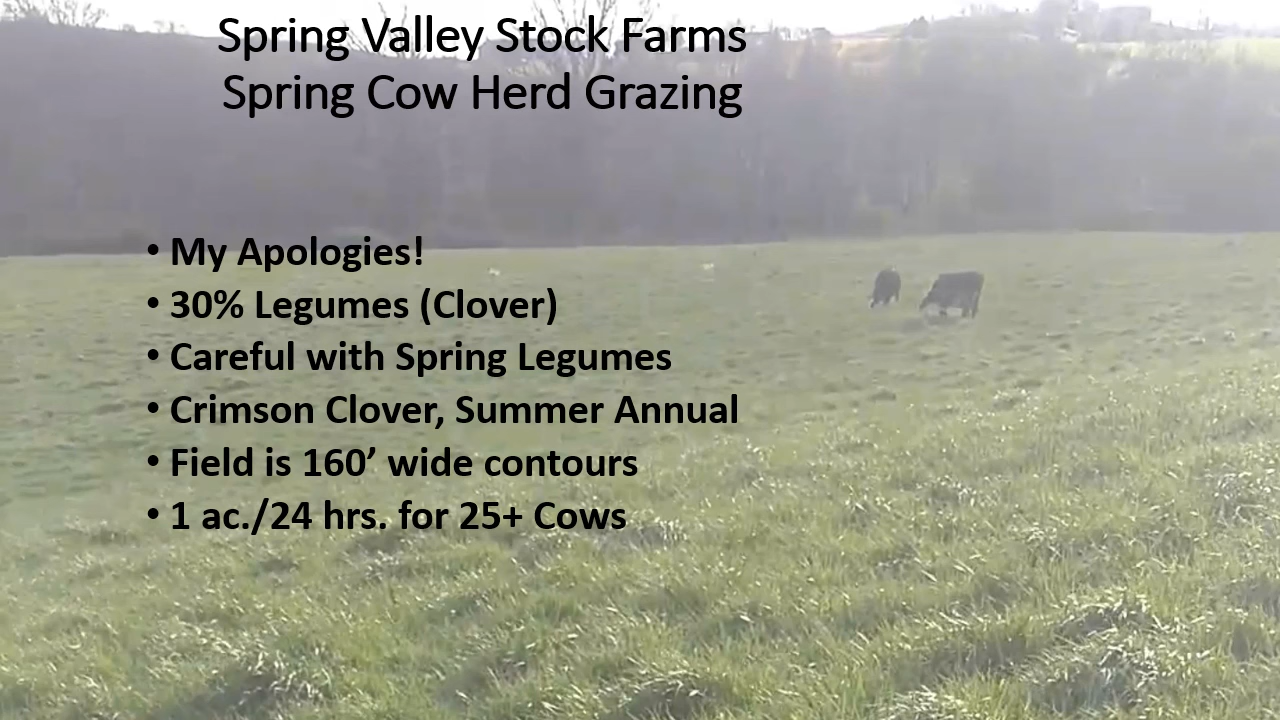 Spring Valley Stock Farms
Spring Cow Herd Grazing
• My Apologies!
• 30% Legumes (Clover)
• Careful with Spring Legumes
• Crimson Clover, Summer Annual
• Field is 160’ wide contours
• 1 ac./24 hrs. for 25+ Cows